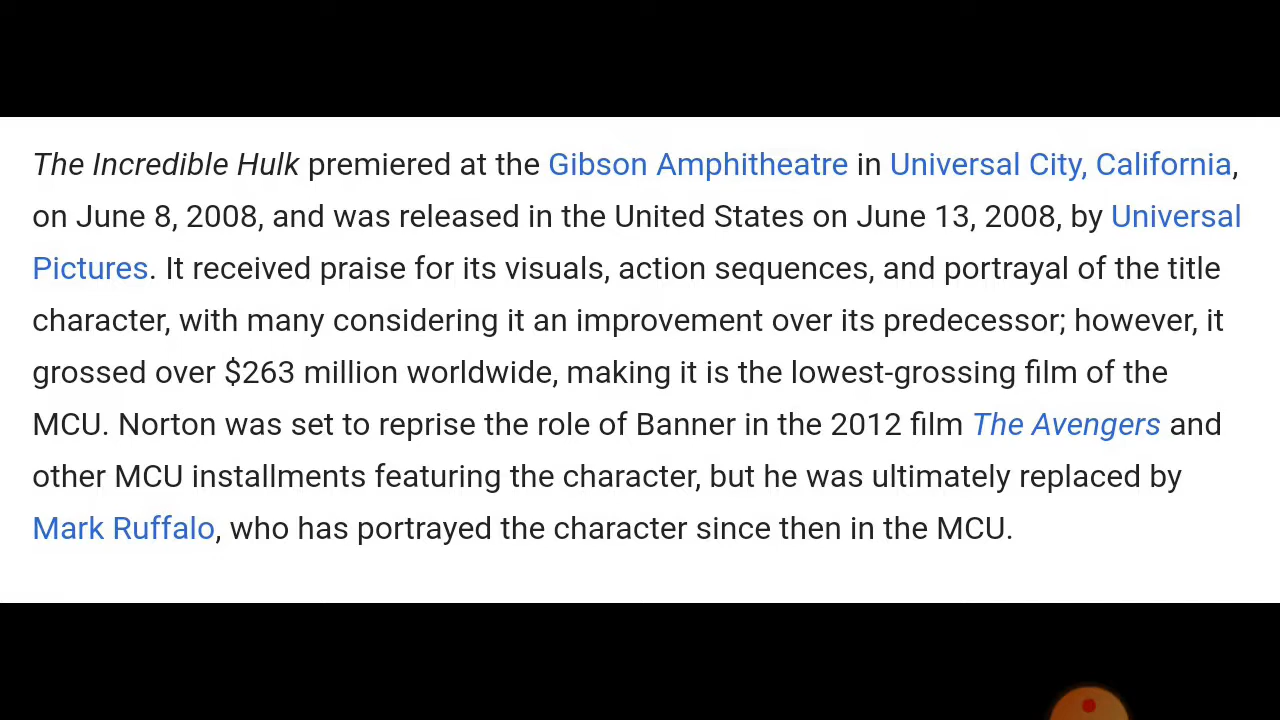 The Incredible Hulk premiered at the Gibson Amphitheatre in Universal City, California,
on June 8, 2008, and was released in the United States on June 13, 2008, by Universal
Pictures. It received praise for its visuals, action sequences, and portrayal of the title
character, with many considering it an improvement over its predecessor; however, it
grossed over $263 million worldwide, making it is the lowest-grossing film of the
MCU. Norton was set to reprise the role of Banner in the 2012 film The Avengers and
other MCU installments featuring the character, but he was ultimately replaced by
Mark Ruffalo, who has portrayed the character since then in the MCU.